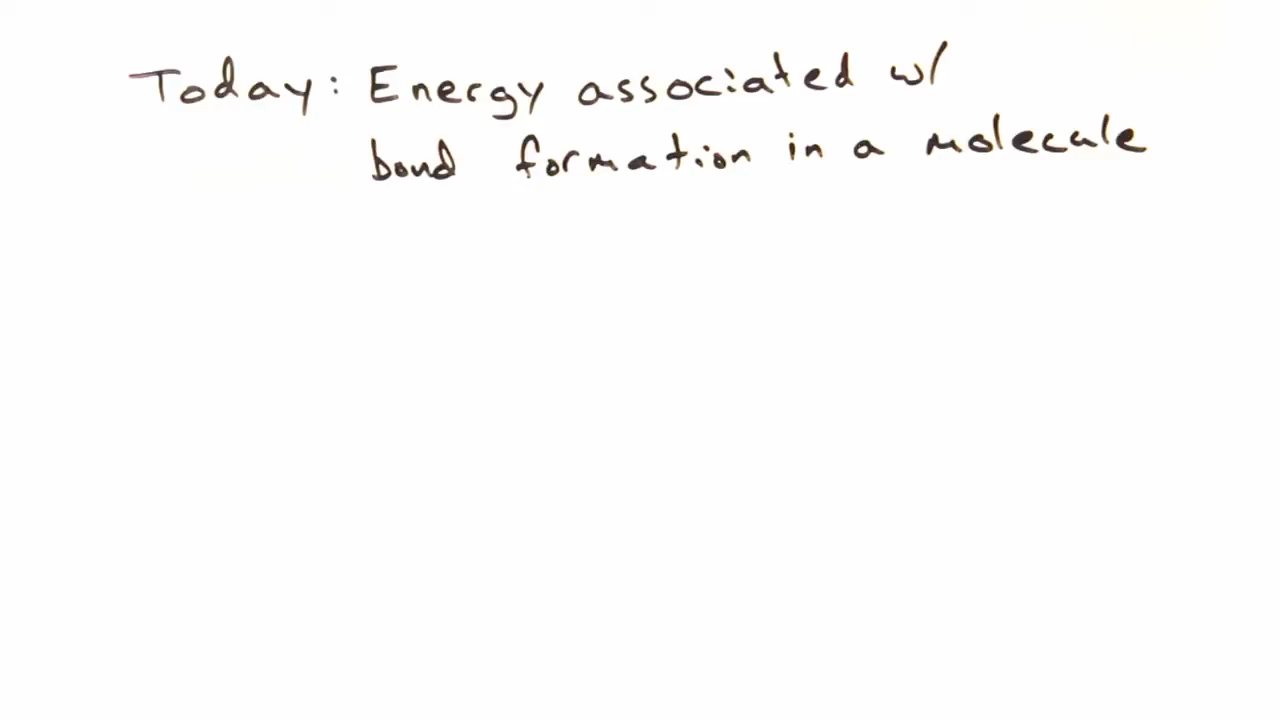 Today: Energy associated w/
bond formation in a molecule